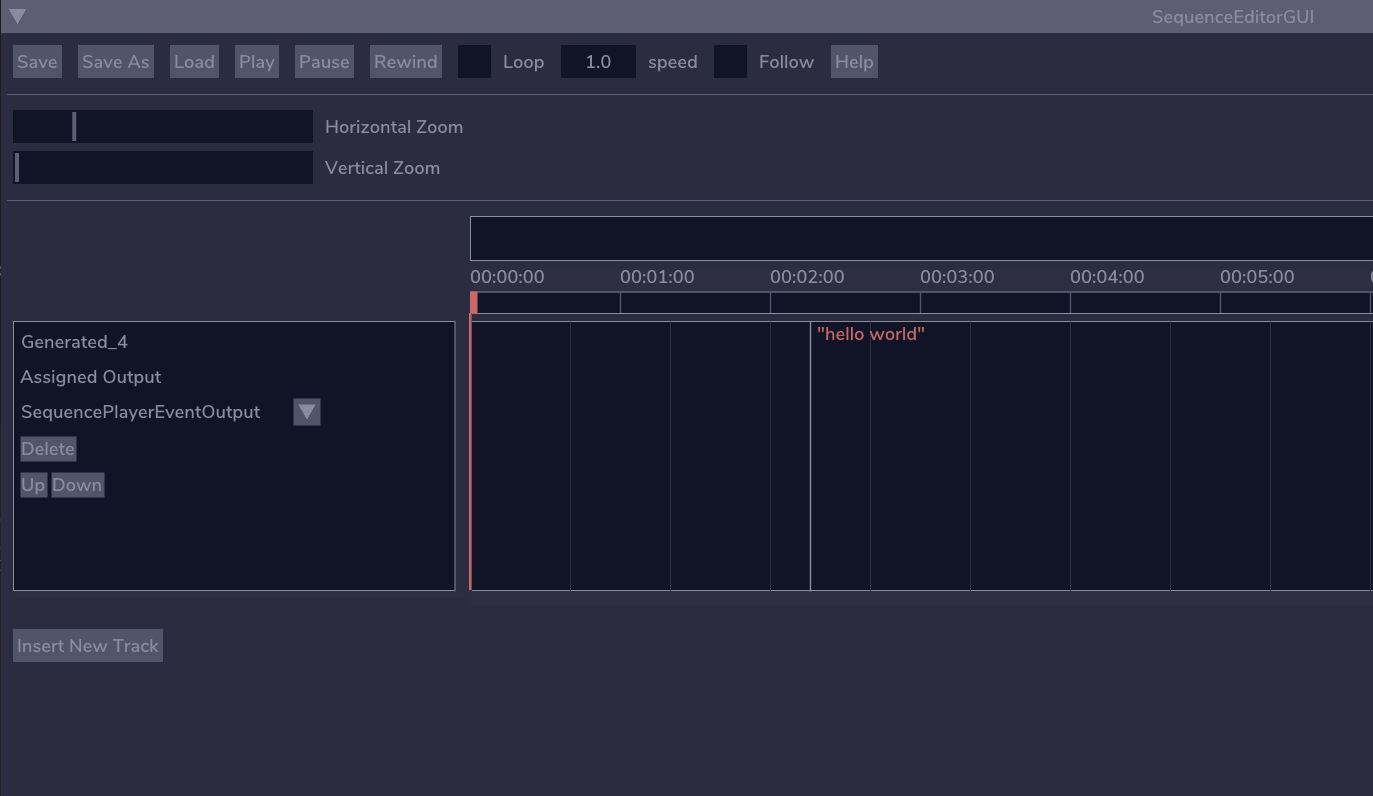 SequenceEditorGUI
Save Save As Load Play Pause Rewind Loop 1.0 speed Follow Help
Horizontal Zoom
Vertical Zoom
00:00:00 00:01:00 00:02:00 00:03:00 00:04:00 00:05:00
"hello world"
Generated_4
Assigned Output
SequencePlayerEventOutput
Delete
Up Down
Insert New Track